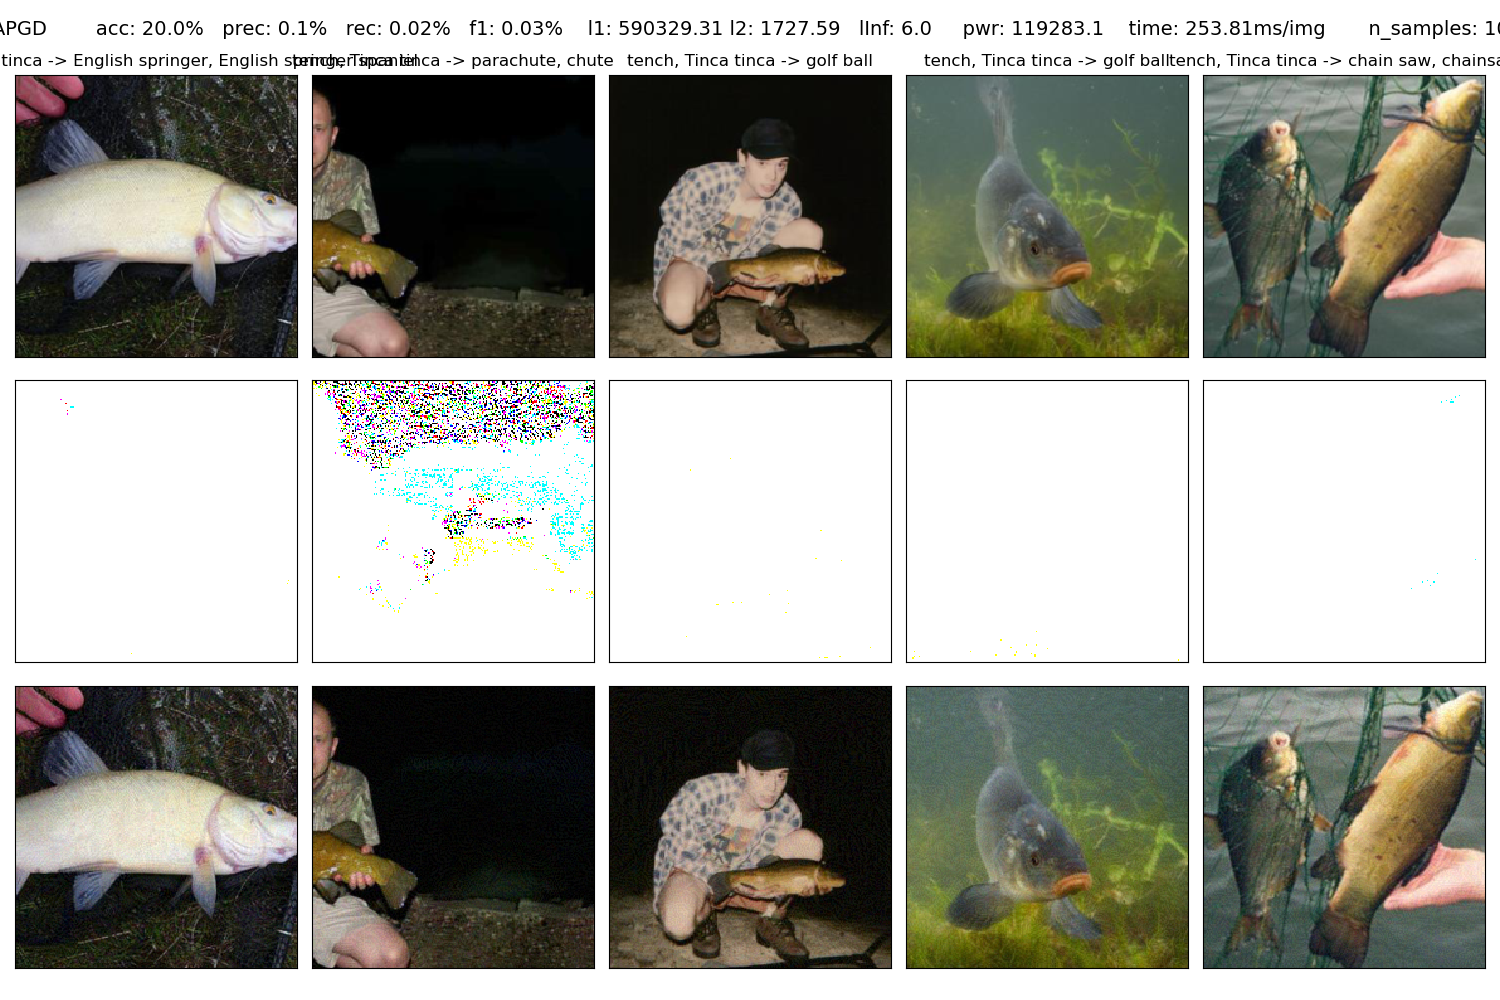 APGD acc: 20.0% prec: 0.1% rec: 0.02% f1: 0.03% l1: 590329.31 l2: 1727.59 lInf: 6.0 pwr: 119283.1 time: 253.81ms/img n_samples: 10
tinca -> English springer, English springer spaniel tench, Tinca tinca -> parachute, chute tench, Tinca tinca -> golf ball tench, Tinca tinca -> golf ball tench, Tinca tinca -> chain saw, chainsa